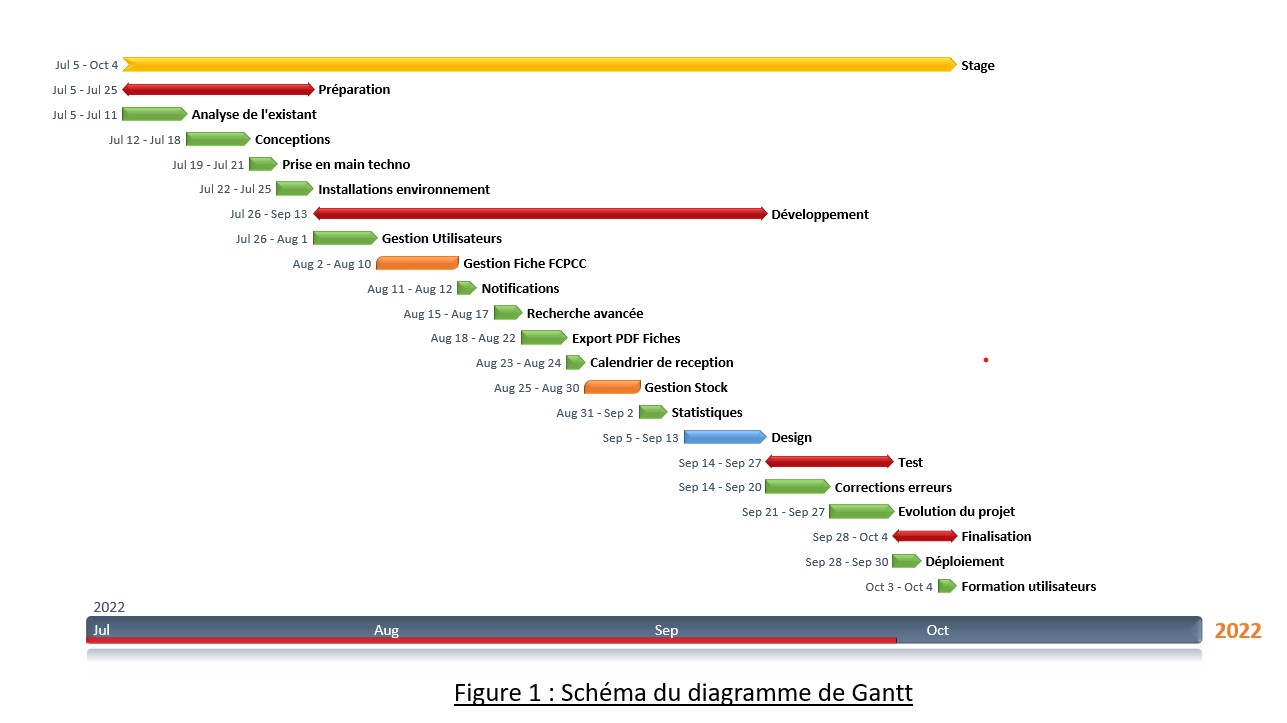 Jul 5 - Oct 4 Stage
Jul 5 - Jul 25 Préparation
Jul 5 - Jul 11 Analyse de l'existant
Jul 12 - Jul 18 Conceptions
Jul 19 - Jul 21 Prise en main techno
Jul 22 - Jul 25 Installations environnement
Jul 26 - Sep 13 Développement
Jul 26 - Aug 1 Gestion Utilisateurs
Aug 2 - Aug 10 Gestion Fiche FCPCC
Aug 11 - Aug 12 Notifications
Aug 15 - Aug 17 Recherche avancée
Aug 18 - Aug 22 Export PDF Fiches
Aug 23 - Aug 24 Calendrier de reception
Aug 25 - Aug 30 Gestion Stock
Aug 31 - Sep 2 Statistiques
Sep 5 - Sep 13 Design
Sep 14 - Sep 27 Test
Sep 14 - Sep 20 Corrections erreurs
Sep 21 - Sep 27 Evolution du projet
Sep 28 - Oct 4 Finalisation
Sep 28 - Sep 30 Déploiement
Oct 3 - Oct 4 Formation utilisateurs
2022
Jul Aug Sep Oct 2022
Figure 1 : Schéma du diagramme de Gantt